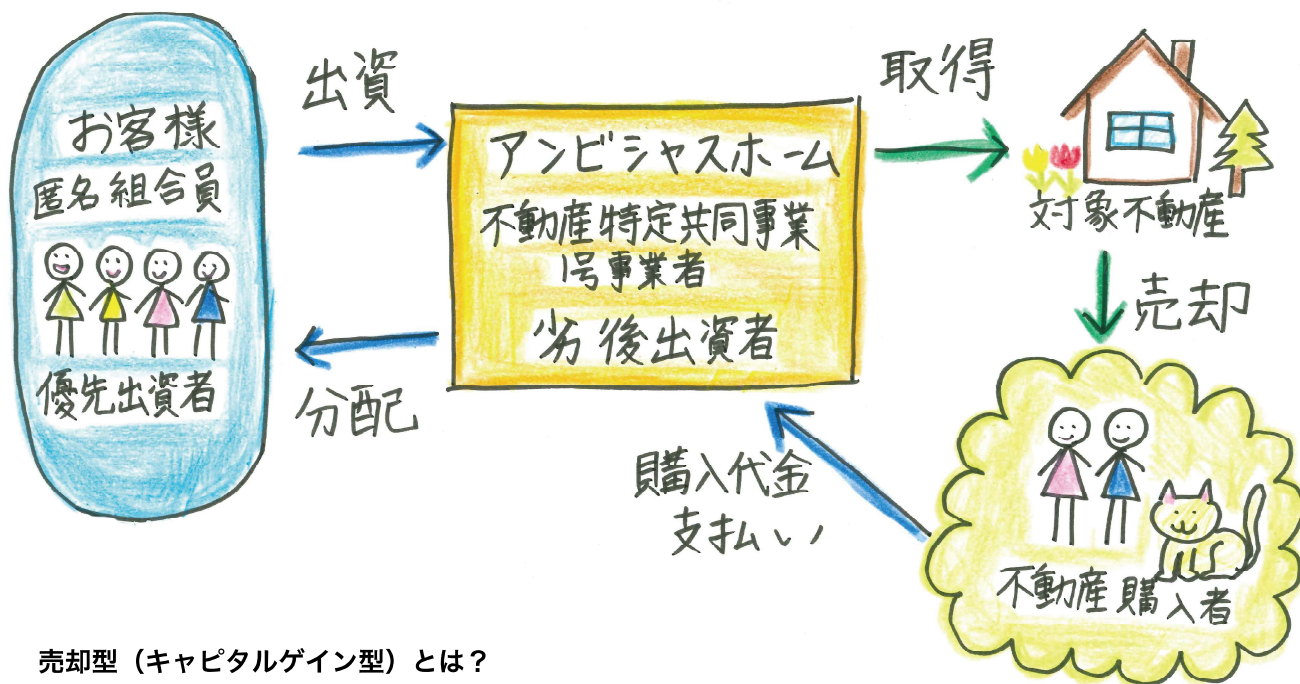 お客様
匿名組合員
優先出資者
出資
分配
アンビシャスホーム
不動産特定共同事業
1号事業者
劣後出資者
取得
対象不動産
売却
購入代金
支払い
不動産購入者
売却型（キャピタルゲイン型）とは？